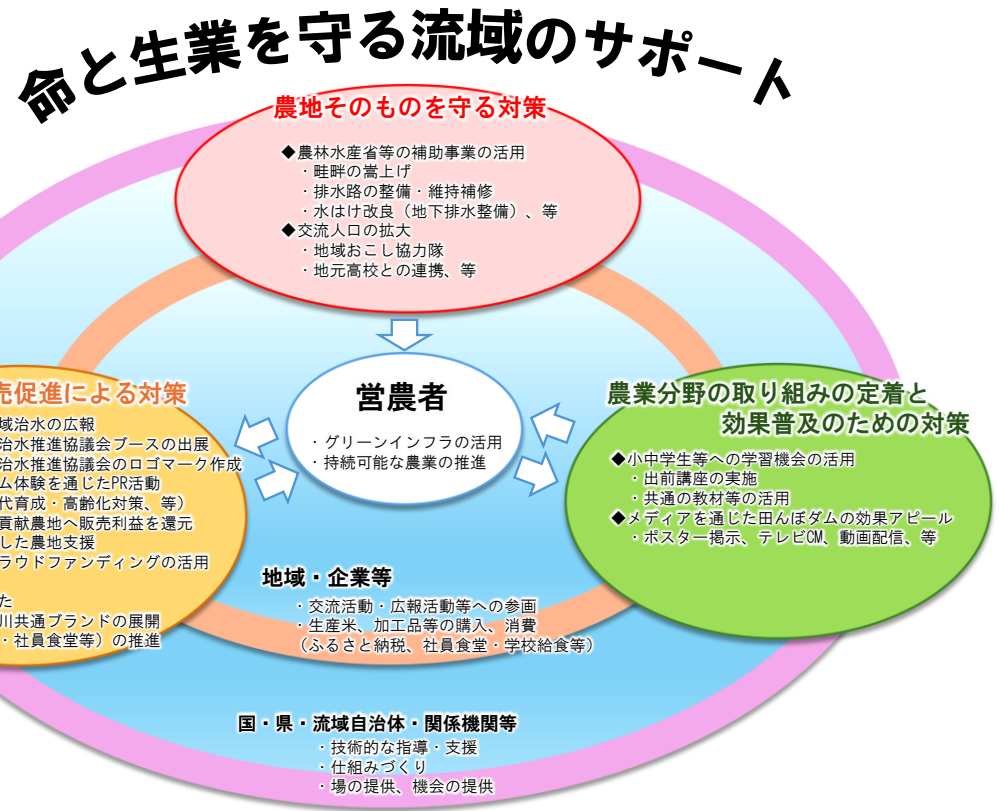 命と生業を守る流域のサポート
農地そのものを守る対策
◆農林水産省等の補助事業の活用
・畦畔の嵩上げ
・排水路の整備・維持補修
・水はけ改良（地下排水整備）、等
◆交流人口の拡大
・地域おこし協力隊
・地元高校との連携、等
営農者
・グリーンインフラの活用
・持続可能な農業の推進
売促進による対策
域治水の広報
治水推進協議会ブースの出展
治水推進協議会のロゴマーク作成
ム体験を通じたPR活動
代育成・高齢化対策、等）
貢献農地へ販売利益を還元
した農地支援
ラウドファンディングの活用
た
川共通ブランドの展開
・社員食堂等）の推進
農業分野の取り組みの定着と
効果普及のための対策
◆小中学生等への学習機会の活用
・出前講座の実施
・共通の教材等の活用
◆メディアを通じた田んぼダムの効果アピール
・ポスター掲示、テレビCM、動画配信、等
地域・企業等
・交流活動・広報活動等への参画
・生産米、加工品等の購入、消費
（ふるさと納税、社員食堂・学校給食等）
国・県・流域自治体・関係機関等
・技術的な指導・支援
・仕組みづくり
・場の提供、機会の提供